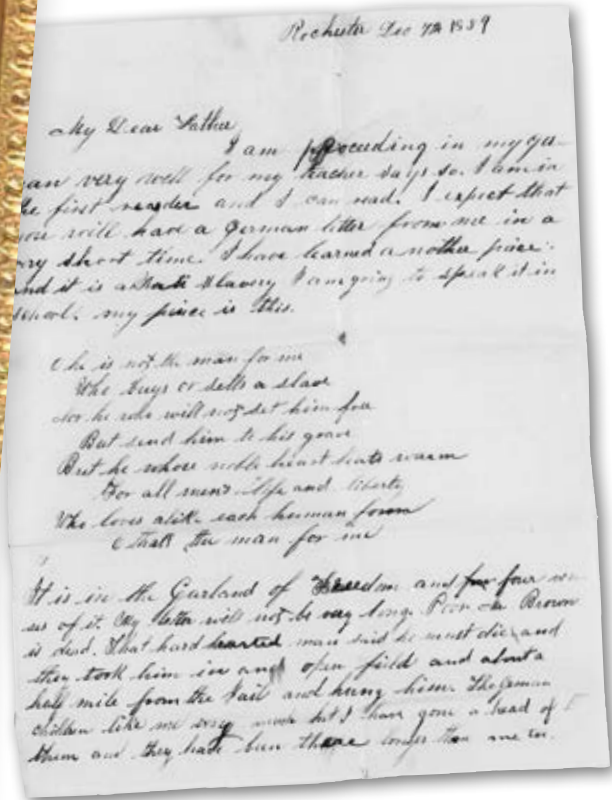 Rochester Dec 7th 1859
My Dear Father
I am proceeding in my ger-
man very well for my teacher says so. I am in
the first reader and I can read. I expect that
you will have a german letter from me in a
very short time. I have learned another peice
and it is a Slavery I am going to speak it in
school. my piece is this.
O he is not the man for me
Who buys or sells a slave
Nor he who will not set him free
But send him to his grave
But he whose noble heart beats warm
For all men's life and liberty
Who loves alike each human form
O That's the man for me
It is in the Garland of Freedom and four
ses of it. My letter will not be very long. Poor Brown
is dead. That hard hearted man said he must die, and
they took him in an open field and about a
half mile from the jail and hung him. The German
children like me very much but I have gone a head of
them and they have been there longer than me too.